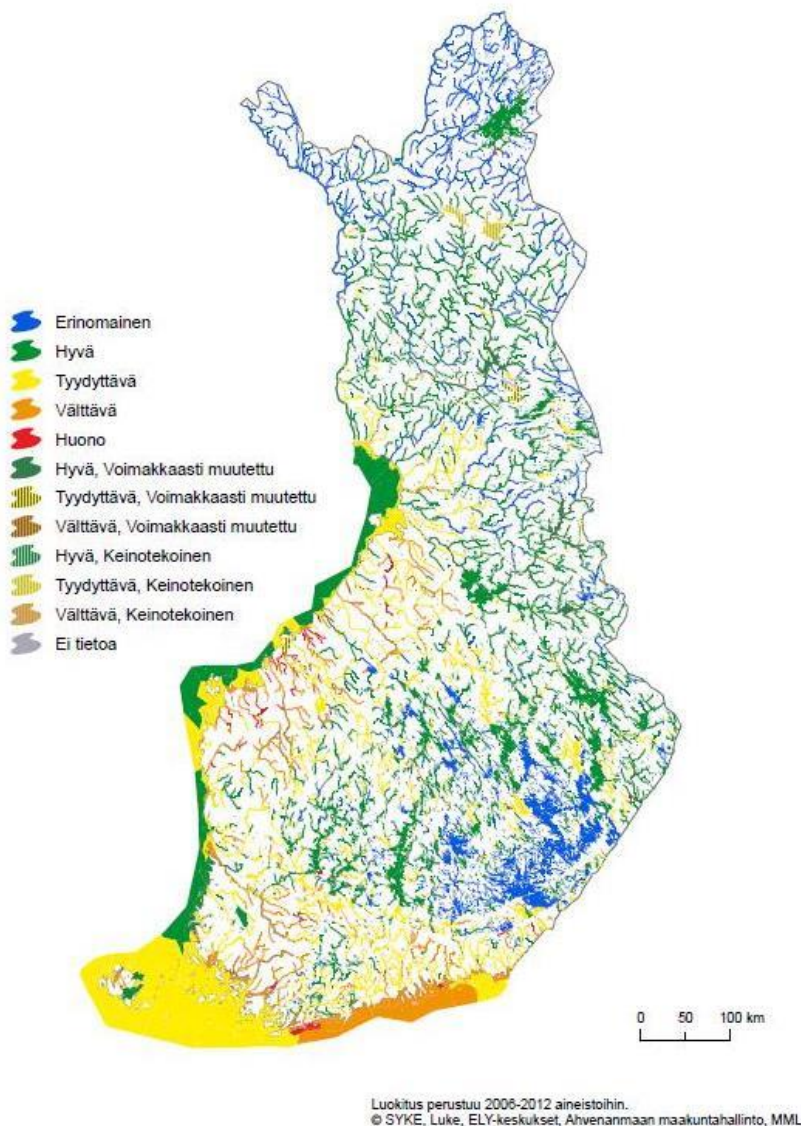 Erinomainen
Hyvä
Tyydyttävä
Välttävä
Huono
Hyvä, Voimakkaasti muutettu
Tyydyttävä, Voimakkaasti muutettu
Välttävä, Voimakkaasti muutettu
Hyvä, Keinotekoinen
Tyydyttävä, Keinotekoinen
Välttävä, Keinotekoinen
Ei tietoa
0 50 100 km
Luokitus perustuu 2006-2012 aineistoihin.
© SYKE, Luke, ELY-keskukset, Ahvenanmaan maakuntahallinto, MML